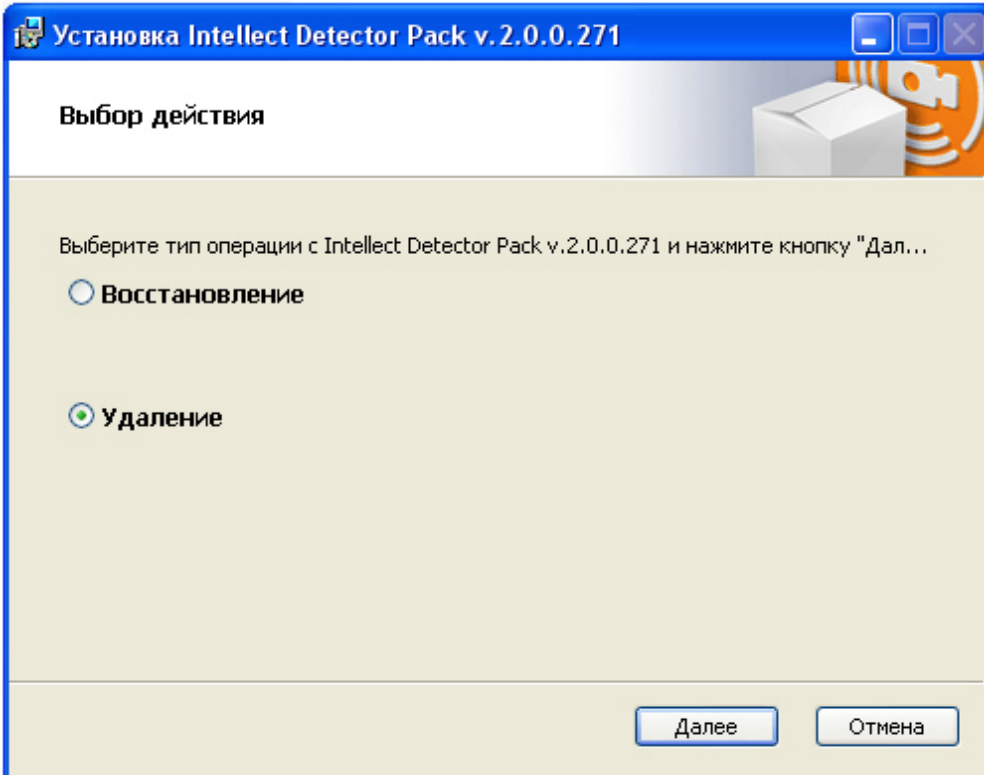 Установка Intellect Detector Pack v.2.0.0.271
Выбор действия
Выберите тип операции с Intellect Detector Pack v.2.0.0.271 и нажмите кнопку "Дал...
Восстановление
Удаление
Далее
Отмена